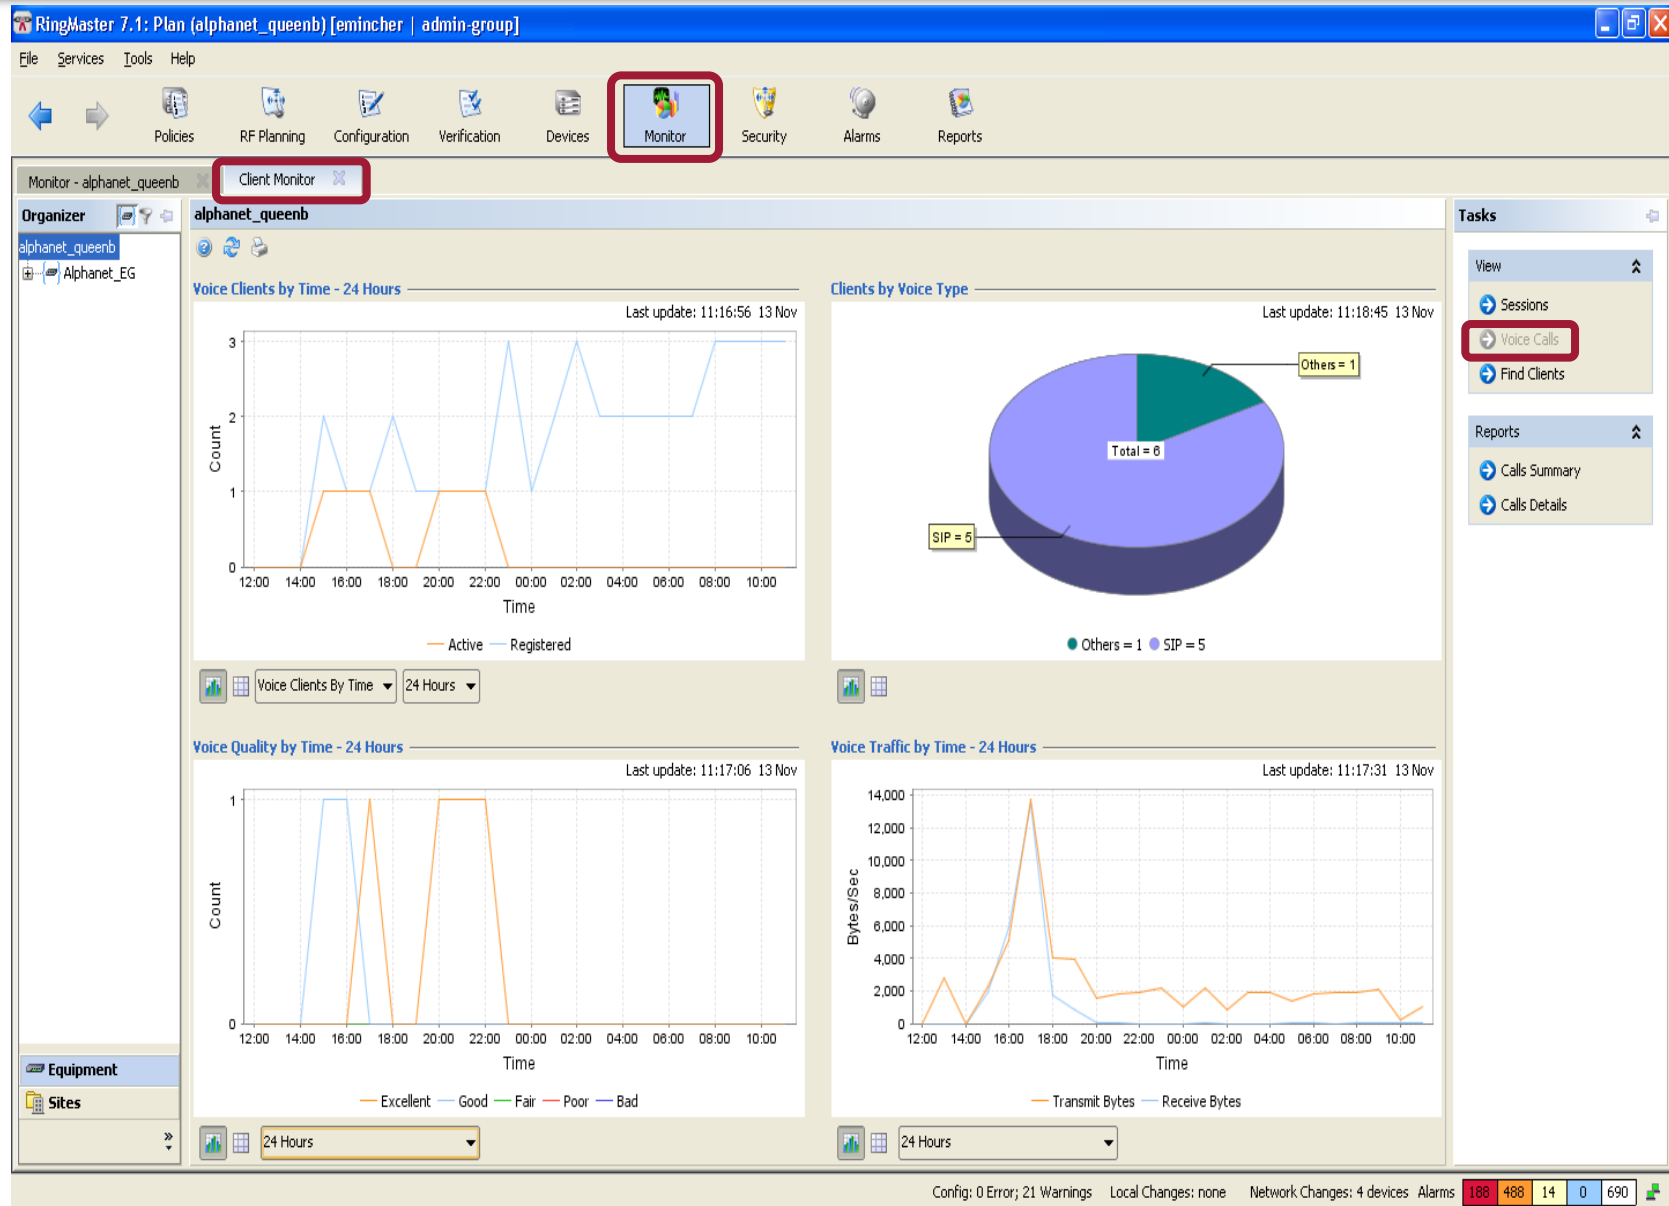 RingMaster 7.1: Plan (alphanet_queenb) [emincher | admin-group]
File Services Tools Help
Policies RF Planning Configuration Verification Devices Monitor Security Alarms Reports
Monitor - alphanet_queenb Client Monitor
Organizer
alphanet_queenb
Alphanet_EG
Equipment
Sites
alphanet_queenb
Voice Clients by Time - 24 Hours
Last update: 11:16:56 13 Nov
3
2
1
0
Count
12:00 14:00 16:00 18:00 20:00 22:00 00:00 02:00 04:00 06:00 08:00 10:00
Time
Active Registered
Voice Clients By Time 24 Hours
Clients by Voice Type
Last update: 11:18:45 13 Nov
Others = 1
Total = 6
SIP = 5
Others = 1 SIP = 5
Voice Quality by Time - 24 Hours
Last update: 11:17:06 13 Nov
1
0
Count
12:00 14:00 16:00 18:00 20:00 22:00 00:00 02:00 04:00 06:00 08:00 10:00
Time
Excellent Good Fair Poor Bad
24 Hours
Voice Traffic by Time - 24 Hours
Last update: 11:17:31 13 Nov
14,000
12,000
10,000
8,000
6,000
4,000
2,000
0
Bytes/Sec
12:00 14:00 16:00 18:00 20:00 22:00 00:00 02:00 04:00 06:00 08:00 10:00
Time
Transmit Bytes Receive Bytes
24 Hours
Tasks
View
Sessions
Voice Calls
Find Clients
Reports
Calls Summary
Calls Details
Config: 0 Error; 21 Warnings Local Changes: none Network Changes: 4 devices Alarms 188 488 14 0 690